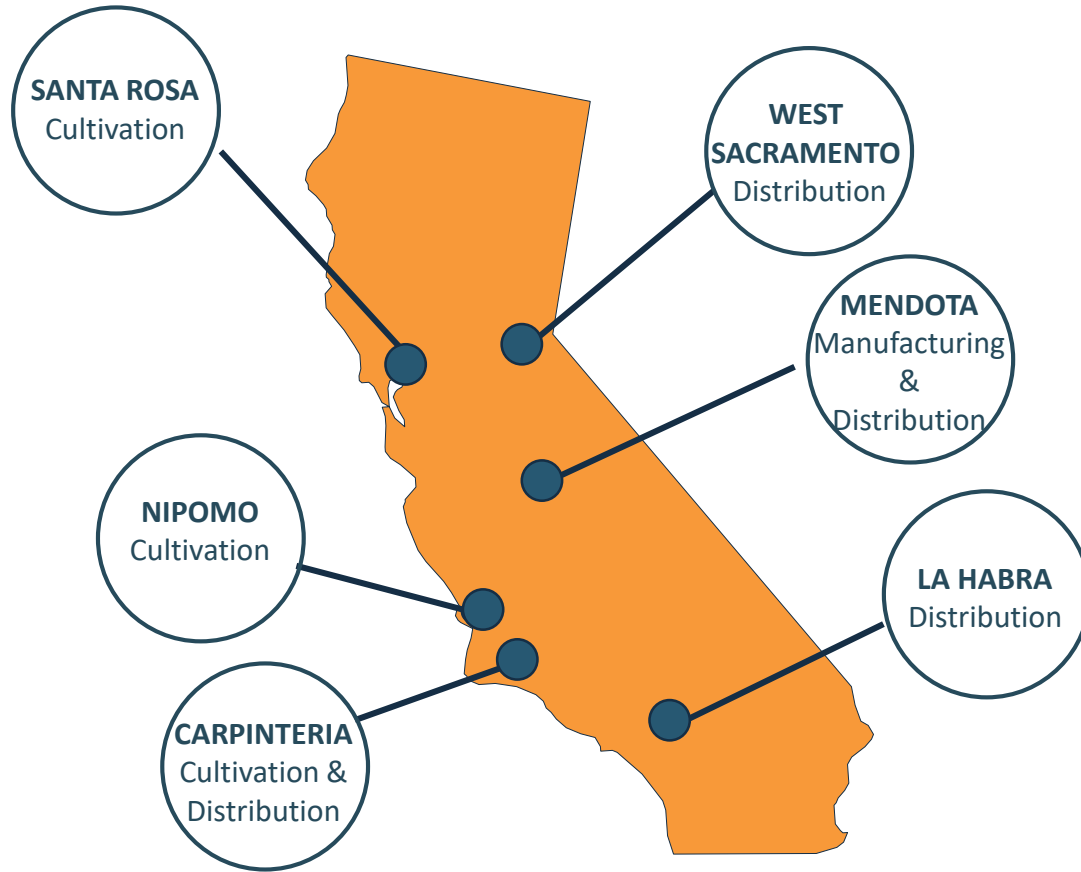 SANTA ROSA
Cultivation
WEST
SACRAMENTO
Distribution
MENDOTA
Manufacturing
&
Distribution
NIPOMO
Cultivation
LA HABRA
Distribution
CARPINTERIA
Cultivation &
Distribution